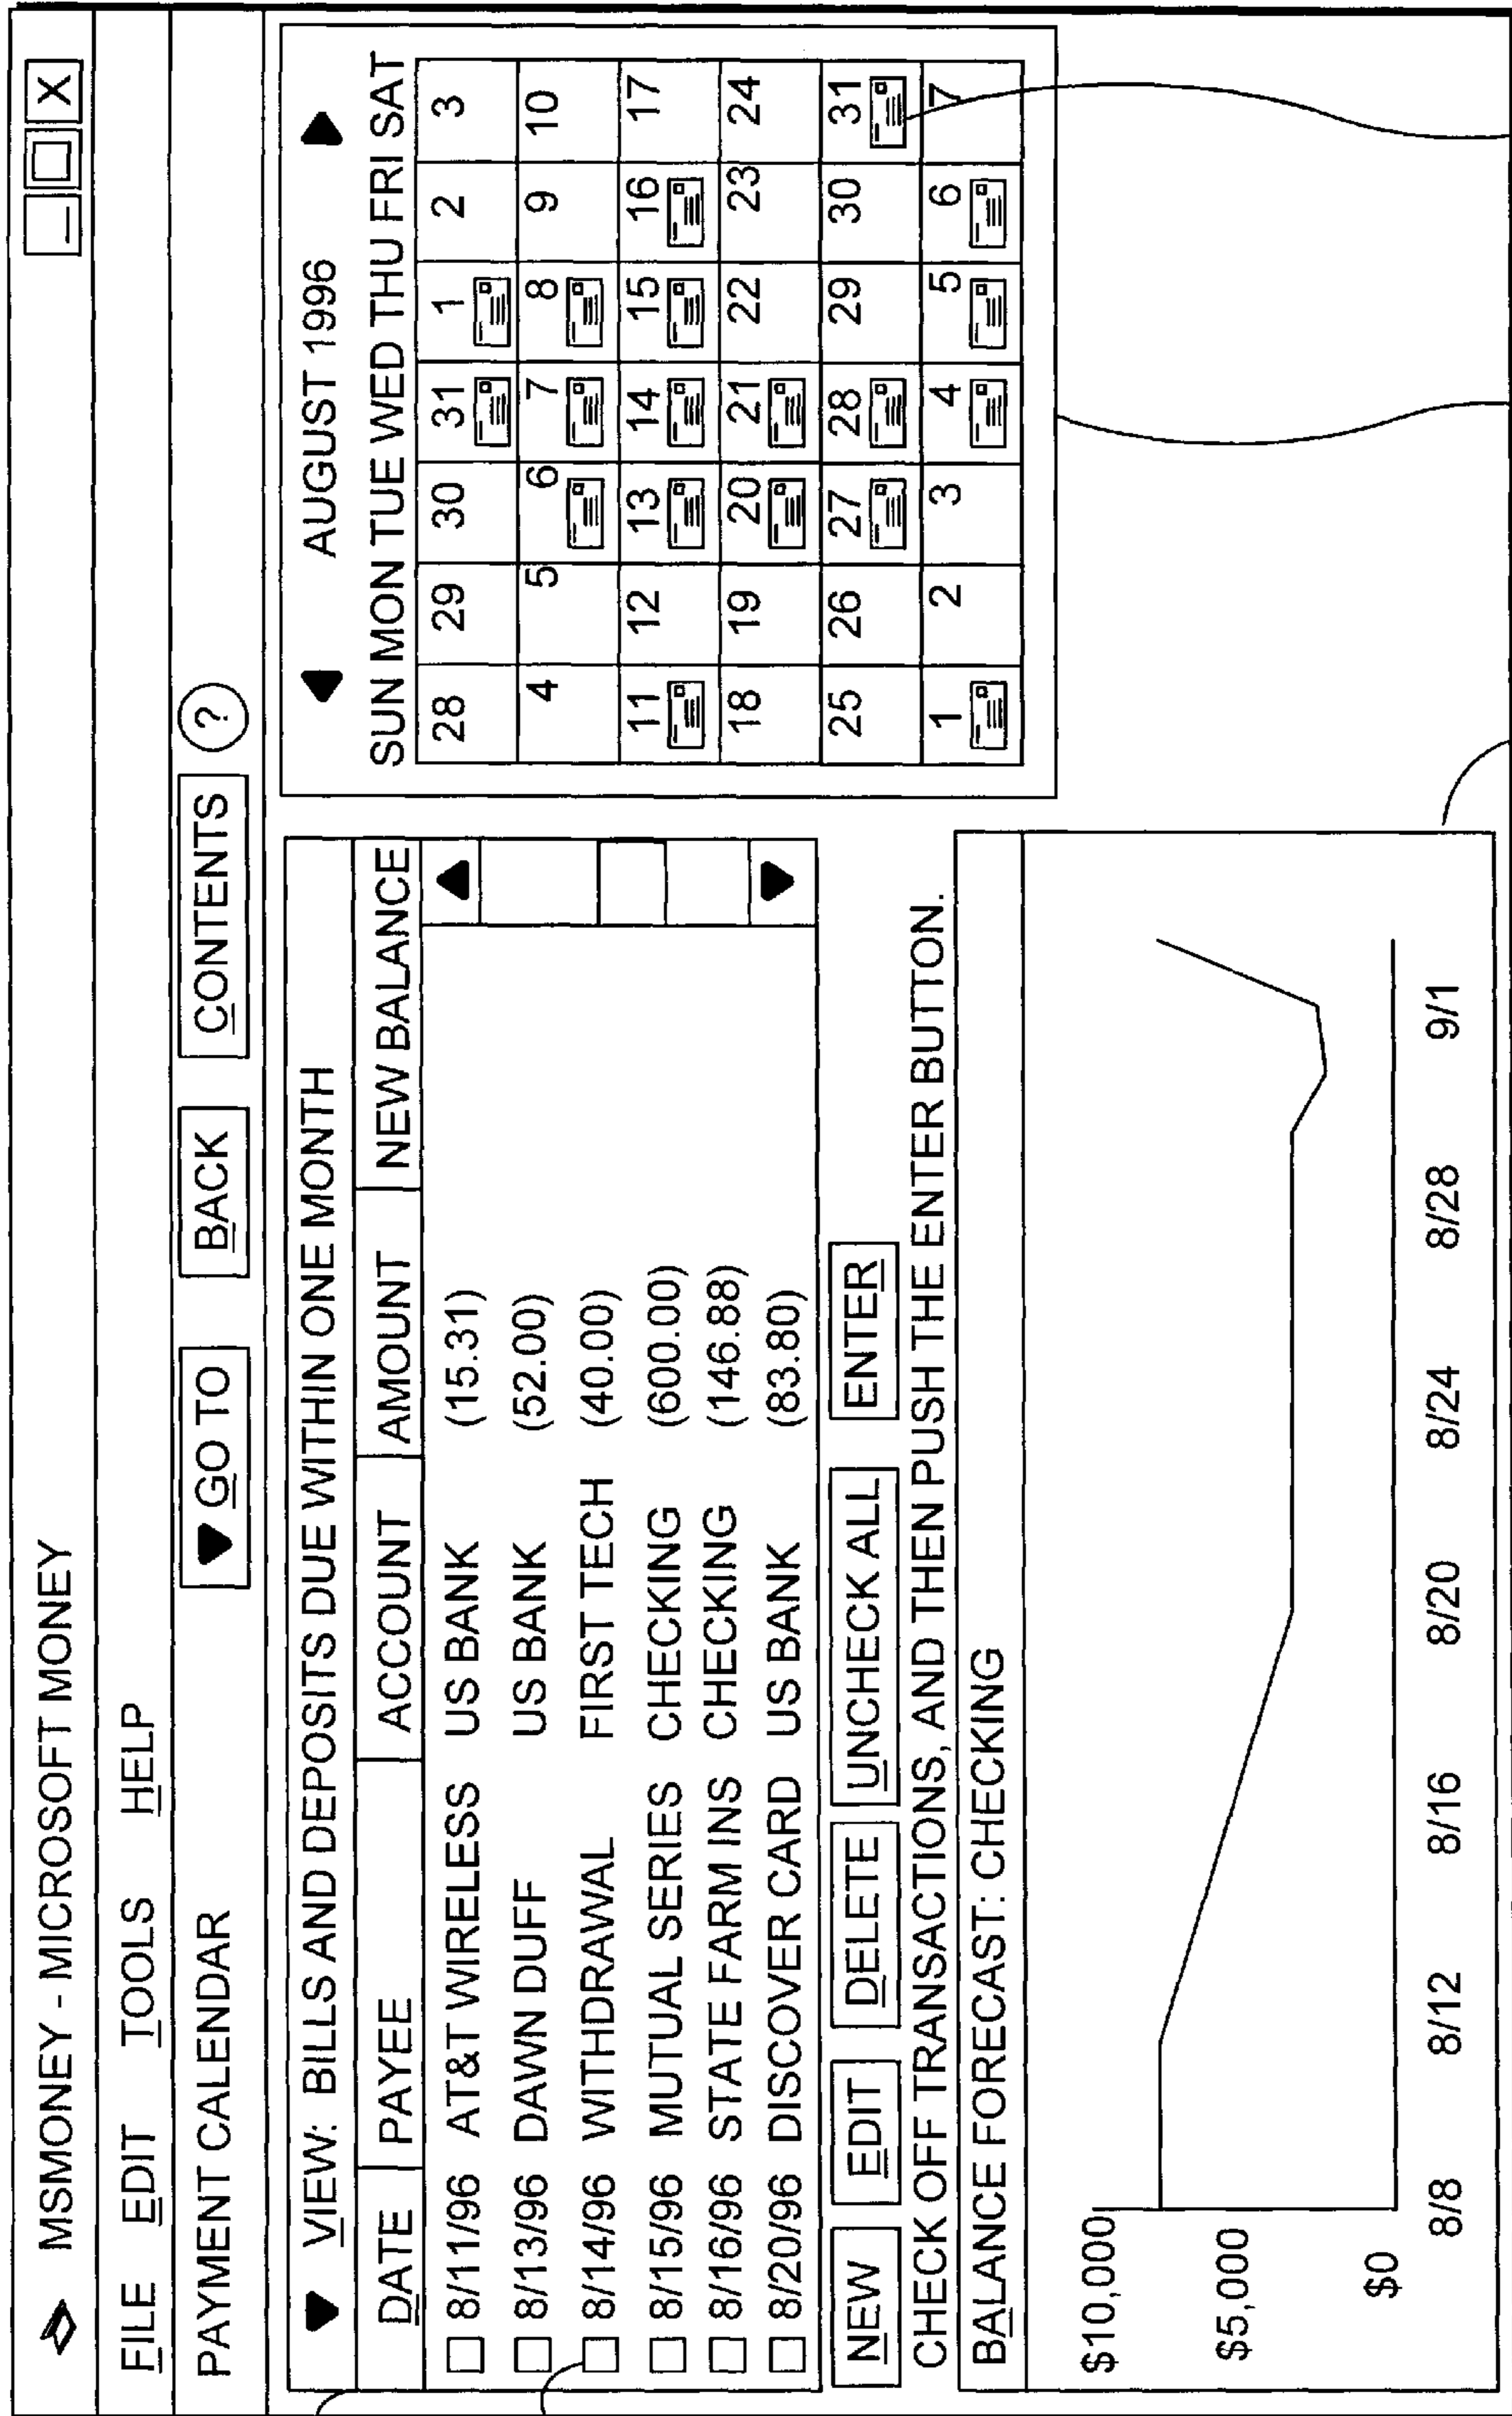 MSMONEY - MICROSOFT MONEY
_ X
FILE EDIT TOOLS HELP
PAYMENT CALENDAR GO TO BACK CONTENTS ?
VIEW: BILLS AND DEPOSITS DUE WITHIN ONE MONTH
DATE PAYEE ACCOUNT AMOUNT NEW BALANCE
8/11/96 AT&T WIRELESS US BANK (15.31)
8/13/96 DAWN DUFF US BANK (52.00)
8/14/96 WITHDRAWAL FIRST TECH (40.00)
8/15/96 MUTUAL SERIES CHECKING (600.00)
8/16/96 STATE FARM INS CHECKING (146.88)
8/20/96 DISCOVER CARD US BANK (83.80)
NEW EDIT DELETE UNCHECK ALL ENTER
CHECK OFF TRANSACTIONS, AND THEN PUSH THE ENTER BUTTON.
BALANCE FORECAST: CHECKING
$10,000
$5,000
$0
8/8 8/12 8/16 8/20 8/24 8/28 9/1
AUGUST 1996
SUN MON TUE WED THU FRI SAT
28 29 30 31 1 2 3
4 5 6 7 8 9 10
11 12 13 14 15 16 17
18 19 20 21 22 23 24
25 26 27 28 29 30 31
1 2 3 4 5 6 7